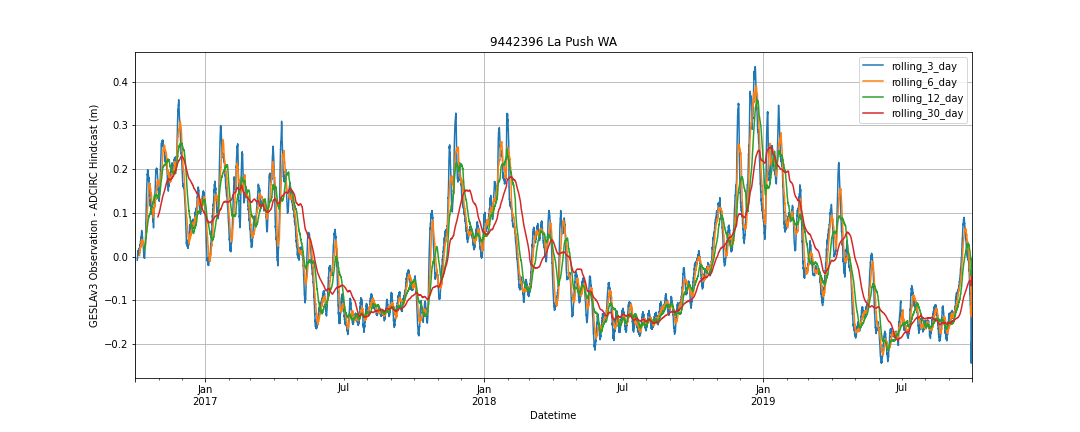 9442396 La Push WA
rolling_3_day
rolling_6_day
rolling_12_day
rolling_30_day
GESLAv3 Observation - ADCIRC Hindcast (m)
0.4
0.3
0.2
0.1
0.0
−0.1
−0.2
Jan
2017
Jul
Jan
2018
Jul
Jan
2019
Jul
Datetime